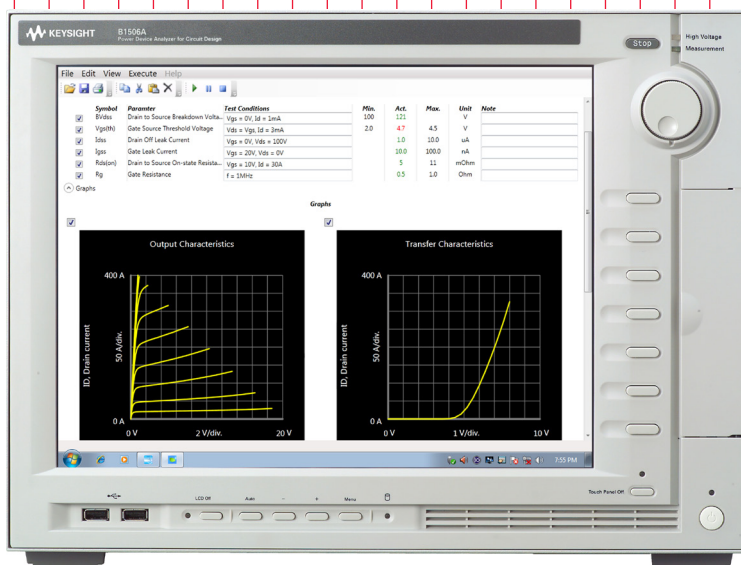 KEYSIGHT B1506A
Power Device Analyzer for Circuit Design
Stop
High Voltage
Measurement
File Edit View Execute Help
Symbol Paramter Test Conditions Min. Act. Max. Unit Note
BVdss Drain to Source Breakdown Volta... Vgs = 0V, Id = 1mA 100 121 V
Vgs(th) Gate Source Threshold Voltage Vds = Vgs, Id = 3mA 2.0 4.7 4.5 V
Idss Drain Off Leak Current Vgs = 0V, Vds = 100V 1.0 10.0 uA
Igss Gate Leak Current Vgs = 20V, Vds = 0V 10.0 100.0 nA
Rds(on) Drain to Source On-state Resista... Vgs = 10V, Id = 30A 5 11 mOhm
Rg Gate Resistance f = 1MHz 0.5 1.0 Ohm
Graphs
Graphs
Output Characteristics
400 A
ID, Drain current
50 A/div.
0 A
0 V 2 V/div. 20 V
Transfer Characteristics
400 A
ID, Drain current
50 A/div.
0 A
0 V 1 V/div. 10 V
7:55 PM
LCD Off Auto - + Menu
Touch Panel Off